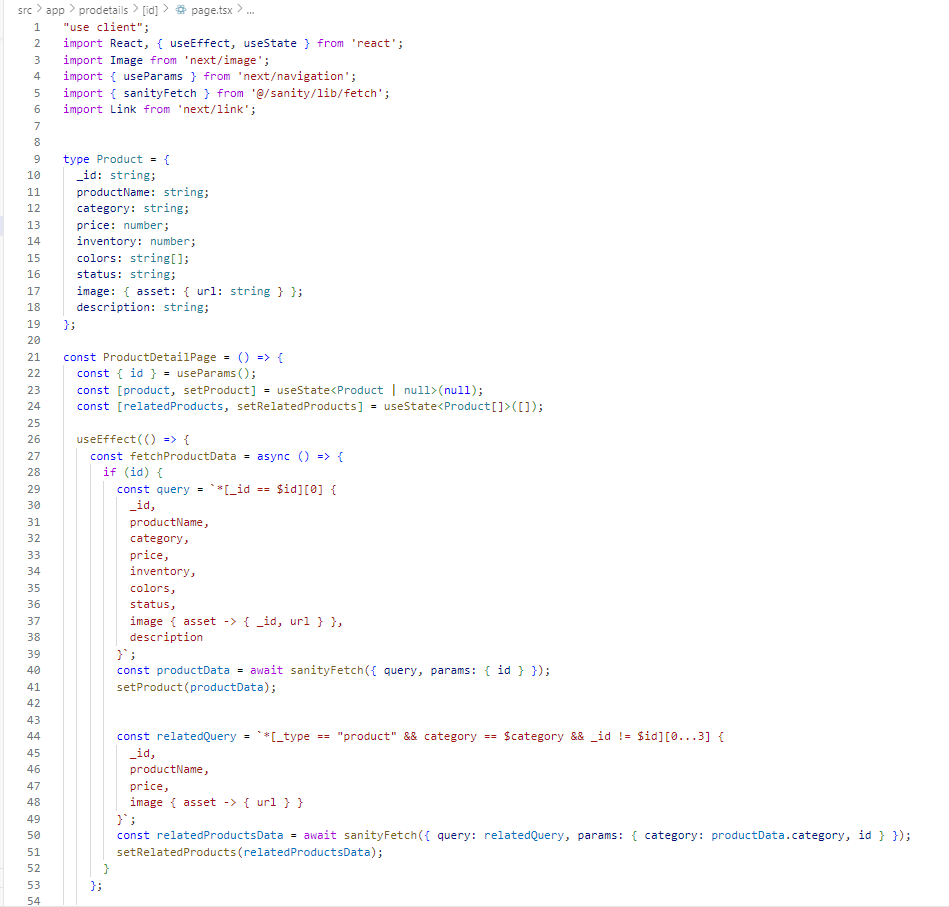 src > app > prodetails > [id] > page.tsx > ...
1 "use client";
2 import React, { useEffect, useState } from 'react';
3 import Image from 'next/image';
4 import { useParams } from 'next/navigation';
5 import { sanityFetch } from '@/sanity/lib/fetch';
6 import Link from 'next/link';
7
8
9 type Product = {
10   _id: string;
11   productName: string;
12   category: string;
13   price: number;
14   inventory: number;
15   colors: string[];
16   status: string;
17   image: { asset: { url: string } };
18   description: string;
19 };
20
21 const ProductDetailPage = () => {
22   const { id } = useParams();
23   const [product, setProduct] = useState<Product | null>(null);
24   const [relatedProducts, setRelatedProducts] = useState<Product[]>([]);
25
26   useEffect(() => {
27     const fetchProductData = async () => {
28       if (id) {
29         const query = `*[_id == $id][0] {
30           _id,
31           productName,
32           category,
33           price,
34           inventory,
35           colors,
36           status,
37           image { asset -> { _id, url } },
38           description
39         }`;
40         const productData = await sanityFetch({ query, params: { id } });
41         setProduct(productData);
42
43
44         const relatedQuery = `*[_type == "product" && category == $category && _id != $id][0...3] {
45           _id,
46           productName,
47           price,
48           image { asset -> { url } }
49         }`;
50         const relatedProductsData = await sanityFetch({ query: relatedQuery, params: { category: productData.category, id } });
51         setRelatedProducts(relatedProductsData);
52       }
53     };
54